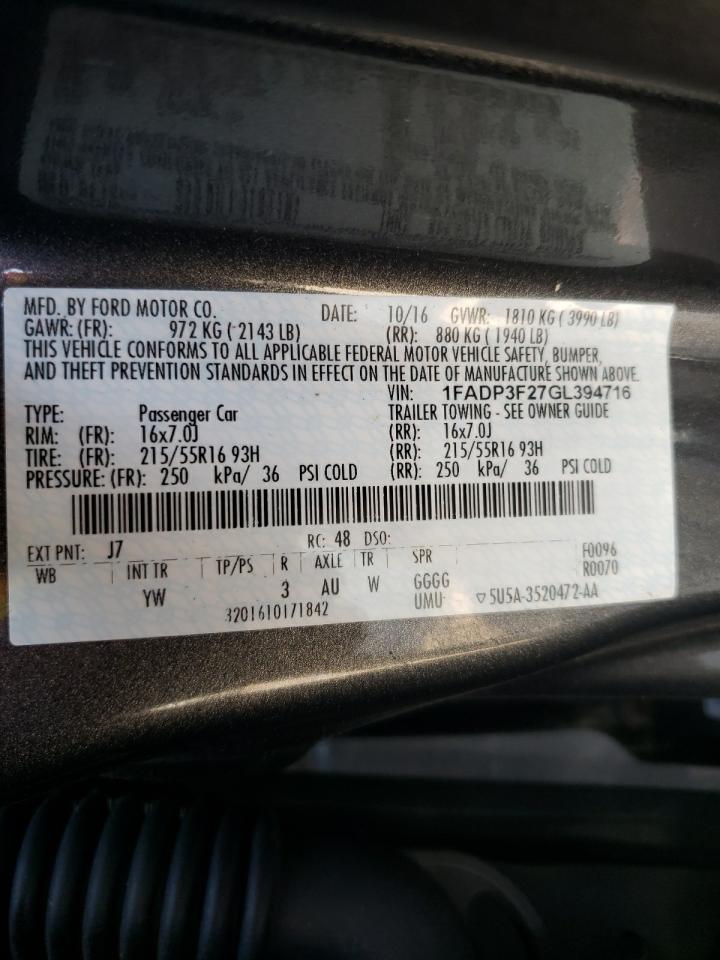 MFD. BY FORD MOTOR CO. DATE: 10/16 GVWR: 1810 KG ( 3990 LB)
GAWR: (FR): 972 KG ( 2143 LB) (RR): 880 KG ( 1940 LB)
THIS VEHICLE CONFORMS TO ALL APPLICABLE FEDERAL MOTOR VEHICLE SAFETY, BUMPER,
AND THEFT PREVENTION STANDARDS IN EFFECT ON THE DATE OF MANUFACTURE SHOWN ABOVE.
VIN: 1FADP3F27GL394716
TYPE: Passenger Car TRAILER TOWING - SEE OWNER GUIDE
RIM: (FR): 16x7.0J (RR): 16x7.0J
TIRE: (FR): 215/55R16 93H (RR): 215/55R16 93H
PRESSURE: (FR): 250 kPa/ 36 PSI COLD (RR): 250 kPa/ 36 PSI COLD
EXT PNT: J7 RC: 48 DSO: F0096
WB INT TR TP/PS R AXLE TR SPR R0070
YW 3 AU W GGGG
UMU ▽ 5U5A-3520472-AA
3201610171842